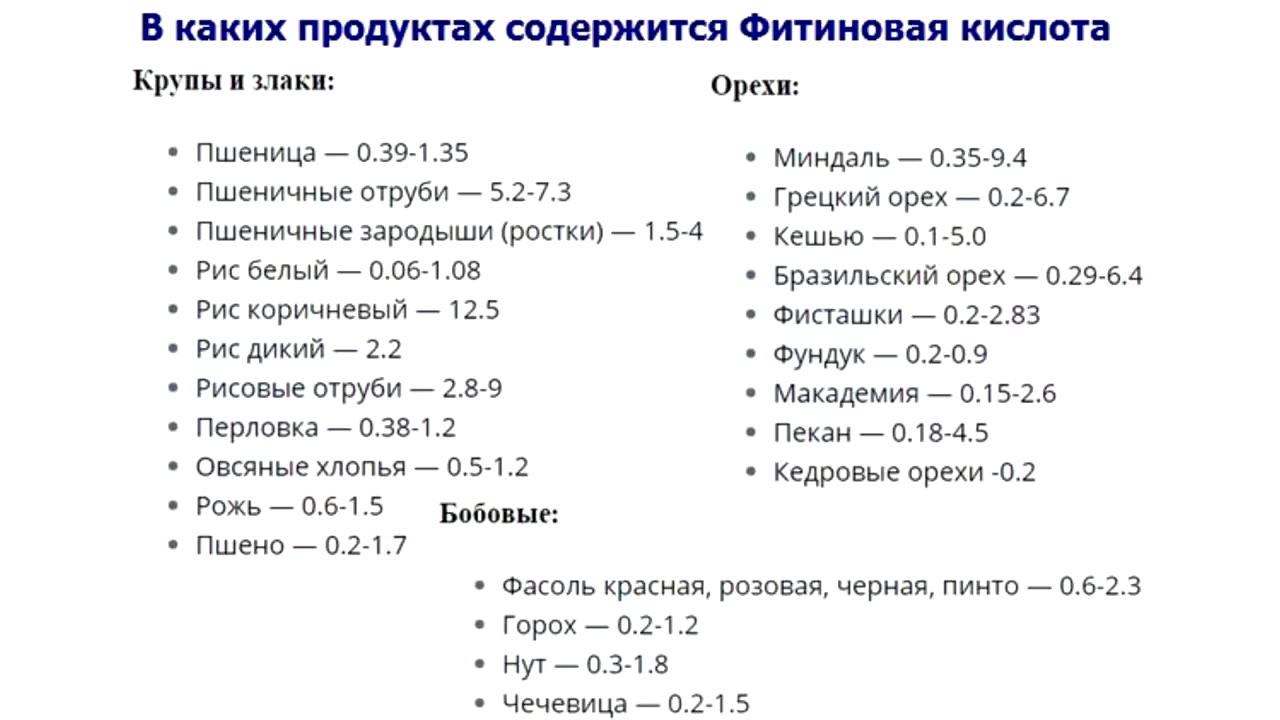 В каких продуктах содержится Фитиновая кислота
Крупы и злаки:
• Пшеница — 0.39-1.35
• Пшеничные отруби — 5.2-7.3
• Пшеничные зародыши (ростки) — 1.5-4
• Рис белый — 0.06-1.08
• Рис коричневый — 12.5
• Рис дикий — 2.2
• Рисовые отруби — 2.8-9
• Перловка — 0.38-1.2
• Овсяные хлопья — 0.5-1.2
• Рожь — 0.6-1.5
• Пшено — 0.2-1.7
Орехи:
• Миндаль — 0.35-9.4
• Грецкий орех — 0.2-6.7
• Кешью — 0.1-5.0
• Бразильский орех — 0.29-6.4
• Фисташки — 0.2-2.83
• Фундук — 0.2-0.9
• Макадемия — 0.15-2.6
• Пекан — 0.18-4.5
• Кедровые орехи -0.2
Бобовые:
• Фасоль красная, розовая, черная, пинто — 0.6-2.3
• Горох — 0.2-1.2
• Нут — 0.3-1.8
• Чечевица — 0.2-1.5